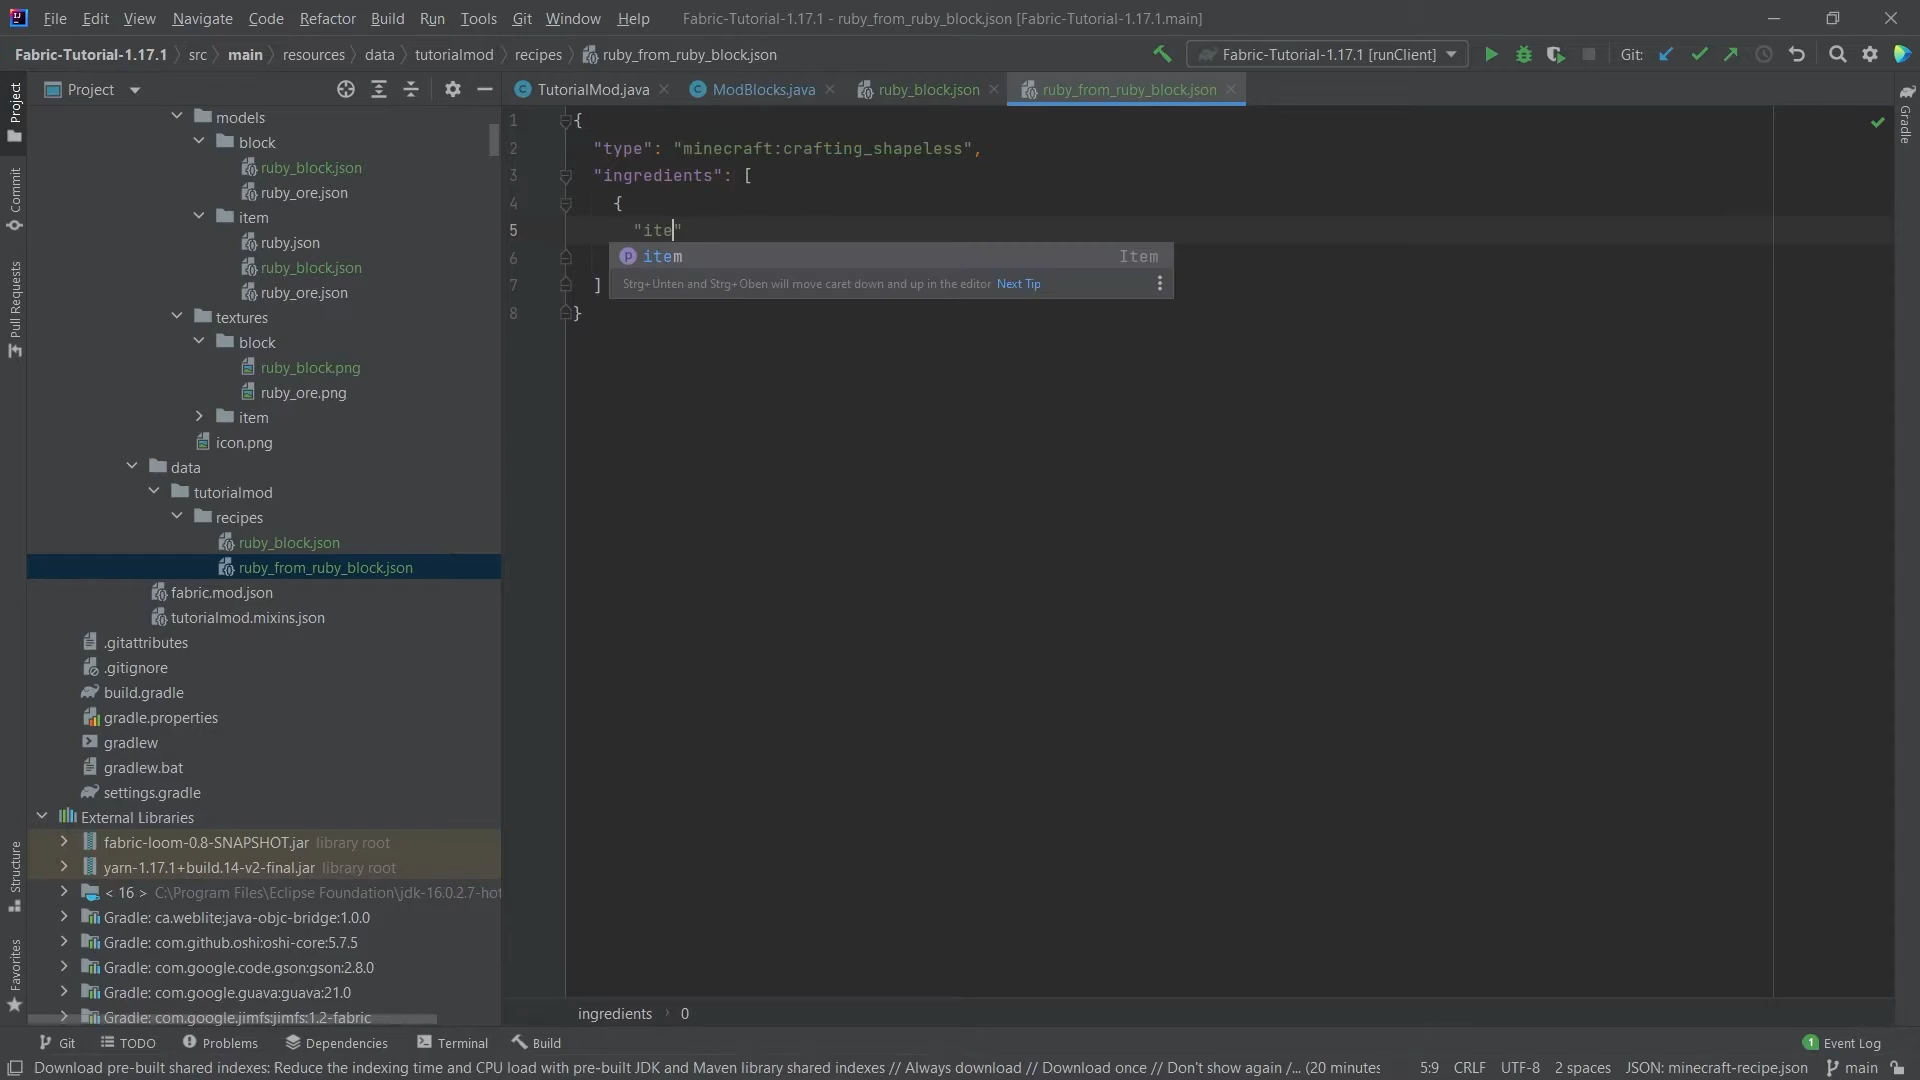 File Edit View Navigate Code Refactor Build Run Tools Git Window Help Fabric-Tutorial-1.17.1 - ruby_from_ruby_block.json [Fabric-Tutorial-1.17.1.main]
Fabric-Tutorial-1.17.1 src main resources data tutorialmod recipes ruby_from_ruby_block.json Fabric-Tutorial-1.17.1 [runClient] Git:
Project
TutorialMod.java ModBlocks.java ruby_block.json ruby_from_ruby_block.json
Project
Commit
Pull Requests
Structure
Favorites
Gradle
models
block
ruby_block.json
ruby_ore.json
item
ruby.json
ruby_block.json
ruby_ore.json
textures
block
ruby_block.png
ruby_ore.png
item
icon.png
data
tutorialmod
recipes
ruby_block.json
ruby_from_ruby_block.json
fabric.mod.json
tutorialmod.mixins.json
.gitattributes
.gitignore
build.gradle
gradle.properties
gradlew
gradlew.bat
settings.gradle
External Libraries
fabric-loom-0.8-SNAPSHOT.jar library root
yarn-1.17.1+build.14-v2-final.jar library root
< 16 > C:\Program Files\Eclipse Foundation\jdk-16.0.2.7-hot
Gradle: ca.weblite:java-objc-bridge:1.0.0
Gradle: com.github.oshi:oshi-core:5.7.5
Gradle: com.google.code.gson:gson:2.8.0
Gradle: com.google.guava:guava:21.0
Gradle: com.google.jimfs:jimfs:1.2-fabric
1 {
2 "type": "minecraft:crafting_shapeless",
3 "ingredients": [
4 {
5 "ite"
6
7 ]
8 }
item Item
Strg+Unten and Strg+Oben will move caret down and up in the editor Next Tip
ingredients 0
Git TODO Problems Dependencies Terminal Build 1 Event Log
Download pre-built shared indexes: Reduce the indexing time and CPU load with pre-built JDK and Maven library shared indexes // Always download // Download once // Don't show again /... (20 minutes 5:9 CRLF UTF-8 2 spaces JSON: minecraft-recipe.json main